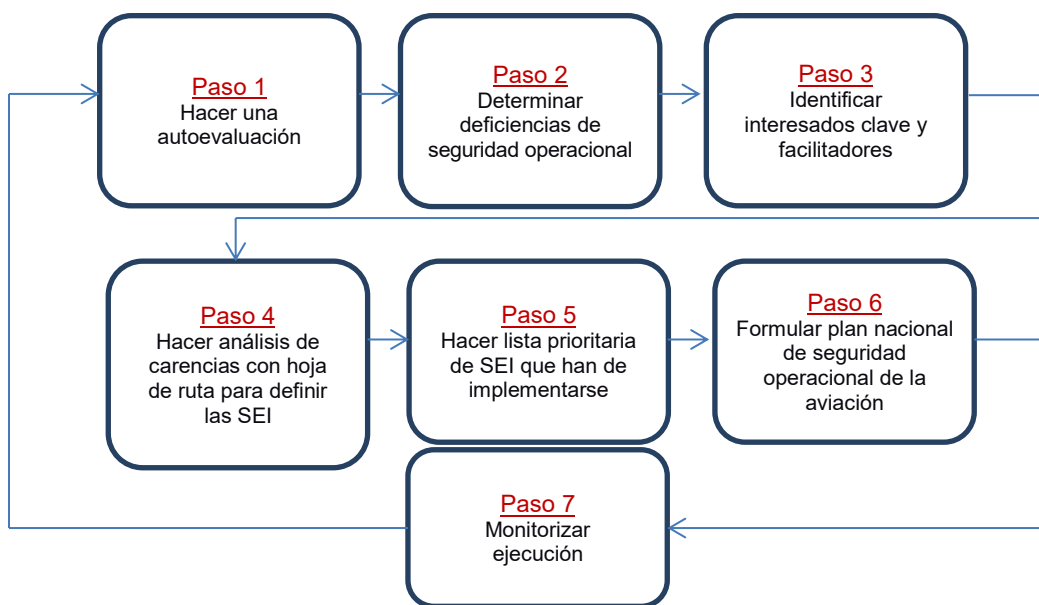 Paso 1
Hacer una
autoevaluación
Paso 2
Determinar
deficiencias de
seguridad operacional
Paso 3
Identificar
interesados clave y
facilitadores
Paso 4
Hacer análisis de
carencias con hoja
de ruta para definir
las SEI
Paso 5
Hacer lista prioritaria
de SEI que han de
implementarse
Paso 6
Formular plan nacional
de seguridad
operacional de la
aviación
Paso 7
Monitorizar
ejecución